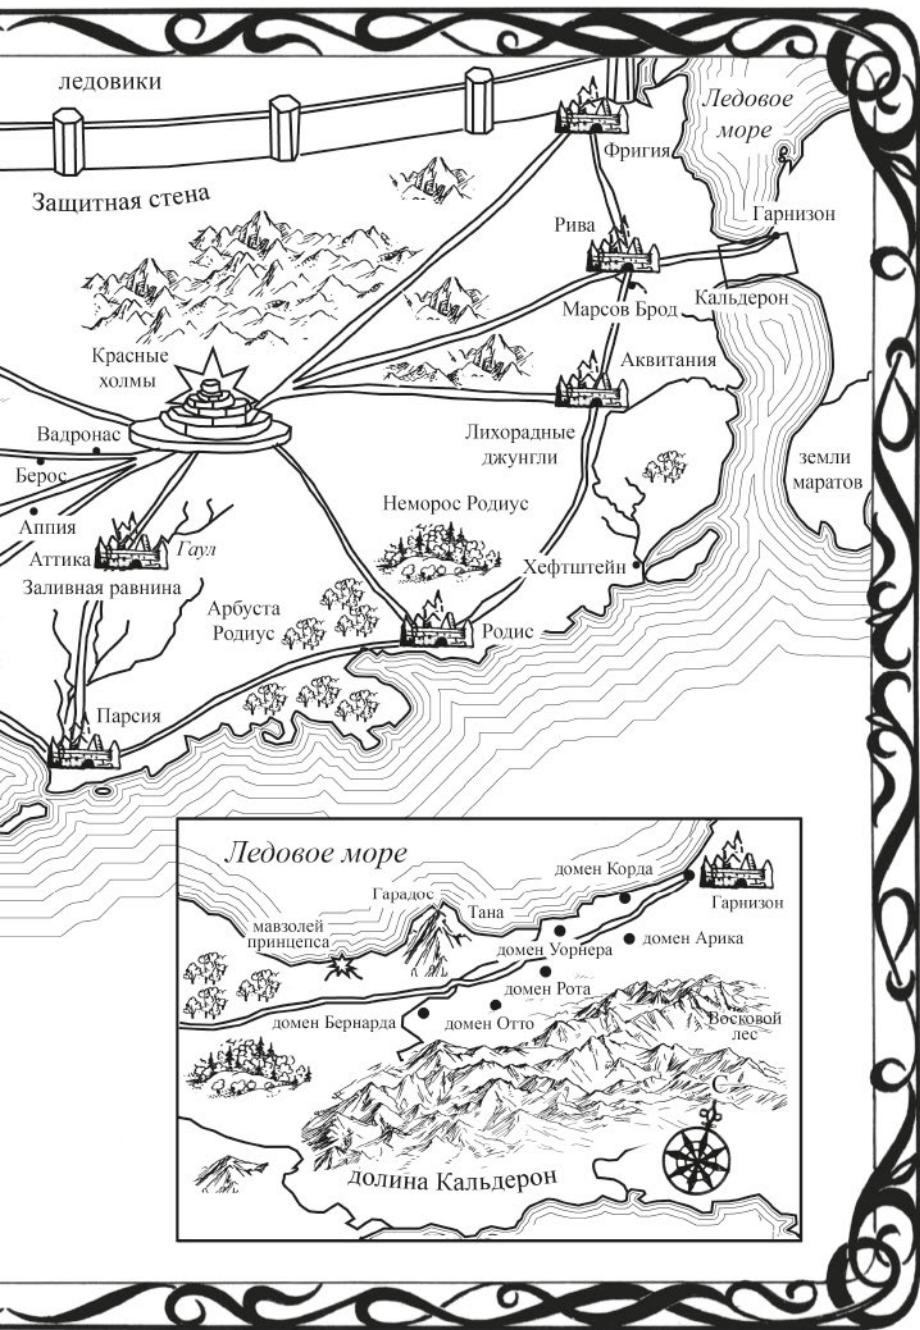 ледовики
Ледовое
море
Фригия
Защитная стена
Гарнизон
Рива
Кальдерон
Марсов Брод
Красные
холмы
Аквитания
Вадронас
Лихорадные
джунгли
Берос
земли
маратов
Неморос Родиус
Аппия
Аттика
Гаул
Хефтштейн
Заливная равнина
Арбуста
Родиус
Родис
Парсия
Ледовое море
домен Корда
Гарадос
Гарнизон
Тана
мавзолей
принцепса
домен Уорнера
домен Арика
домен Рота
домен Бернарда
домен Отто
Восковой
лес
С
долина Кальдерон